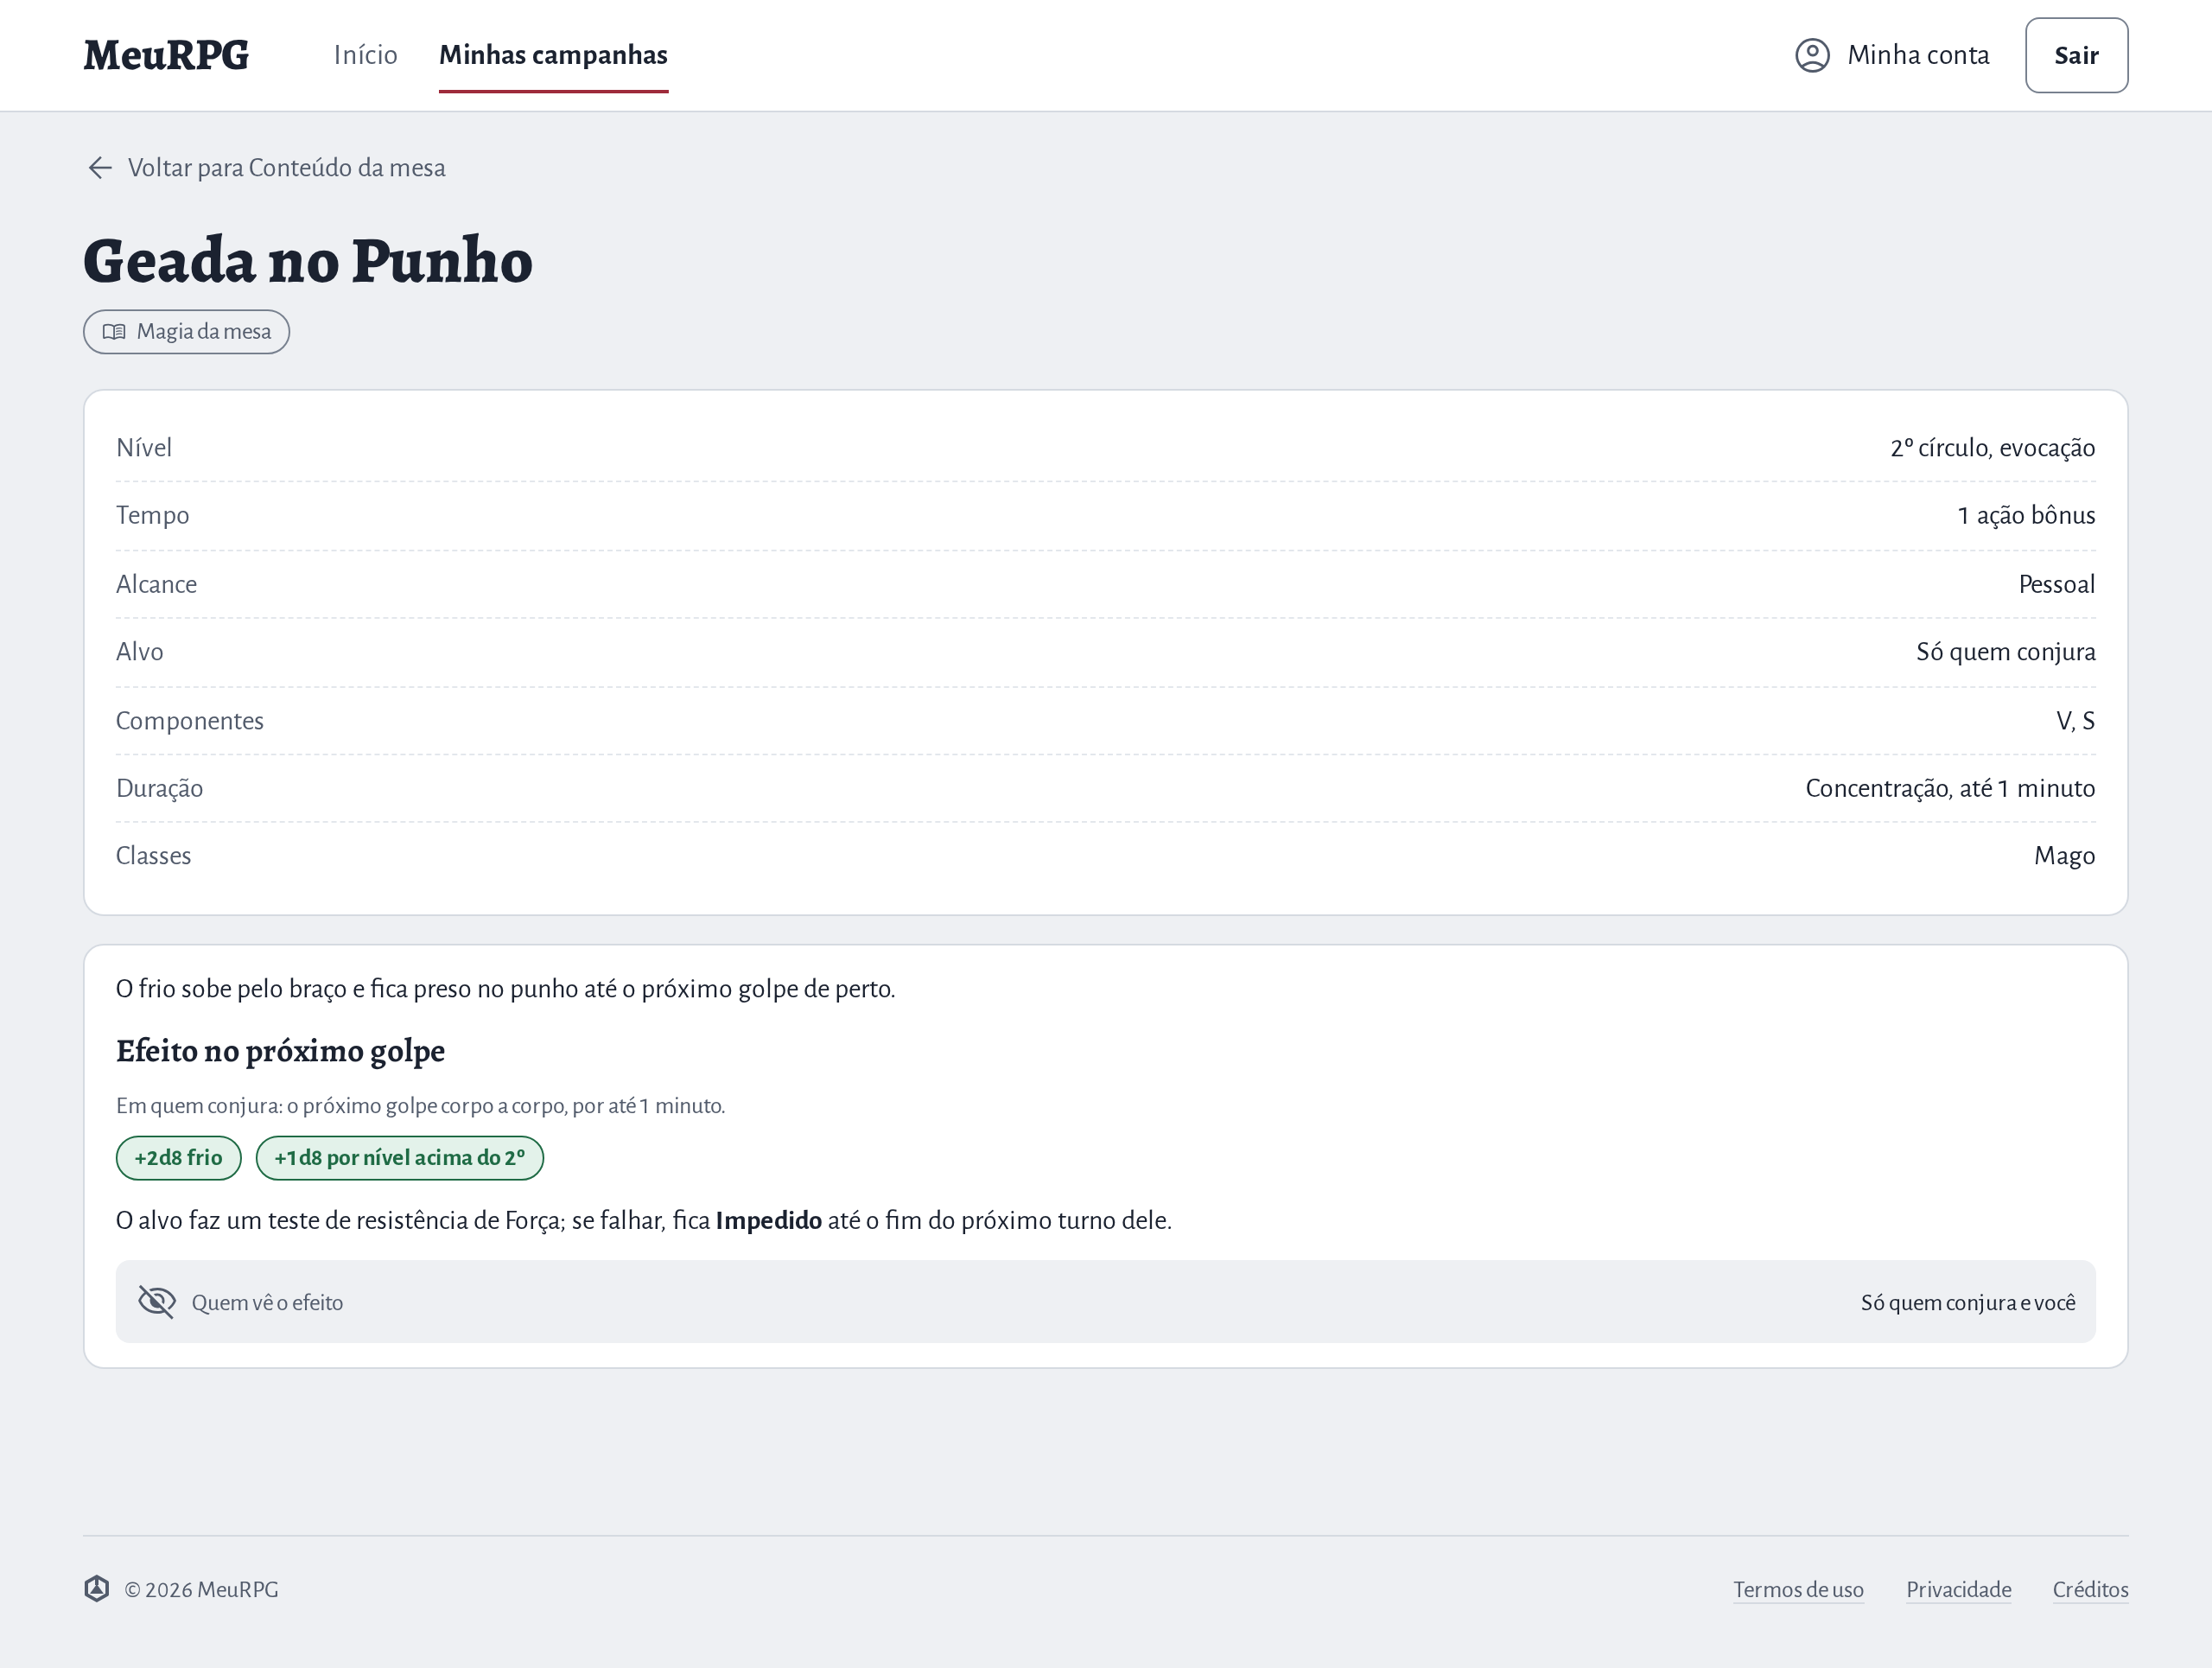 MeuRPG
Início
Minhas campanhas
Minha conta
Sair
Voltar para Conteúdo da mesa
Geada no Punho
Magia da mesa
Nível 2º círculo, evocação
Tempo 1 ação bônus
Alcance Pessoal
Alvo Só quem conjura
Componentes V, S
Duração Concentração, até 1 minuto
Classes Mago
O frio sobe pelo braço e fica preso no punho até o próximo golpe de perto.
Efeito no próximo golpe
Em quem conjura: o próximo golpe corpo a corpo, por até 1 minuto.
+2d8 frio
+1d8 por nível acima do 2º
O alvo faz um teste de resistência de Força; se falhar, fica Impedido até o fim do próximo turno dele.
Quem vê o efeito Só quem conjura e você
© 2026 MeuRPG
Termos de uso
Privacidade
Créditos